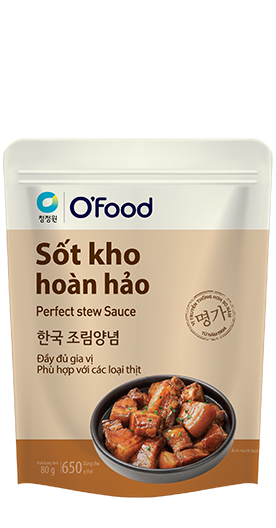 청정원
O'Food
Sốt kho
hoàn hảo
Perfect stew Sauce
한국 조림양념
명가
Đầy đủ gia vị
Phù hợp với các loại thịt
80g
650